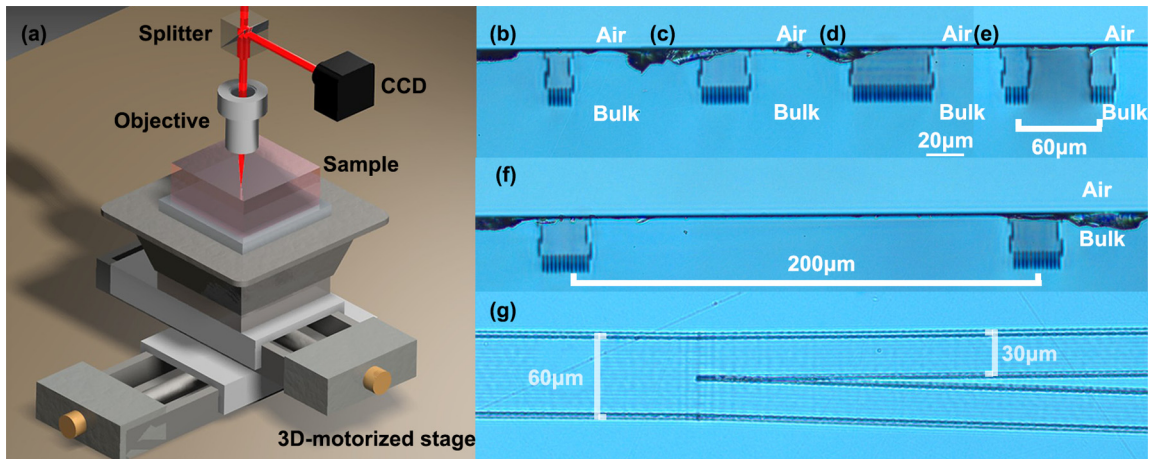 (a)
Splitter
CCD
Objective
Sample
3D-motorized stage
(b) Air (c) Air (d) Air (e) Air
Bulk Bulk Bulk Bulk
20μm 60μm
(f) Air
Bulk
200μm
(g)
60μm 30μm